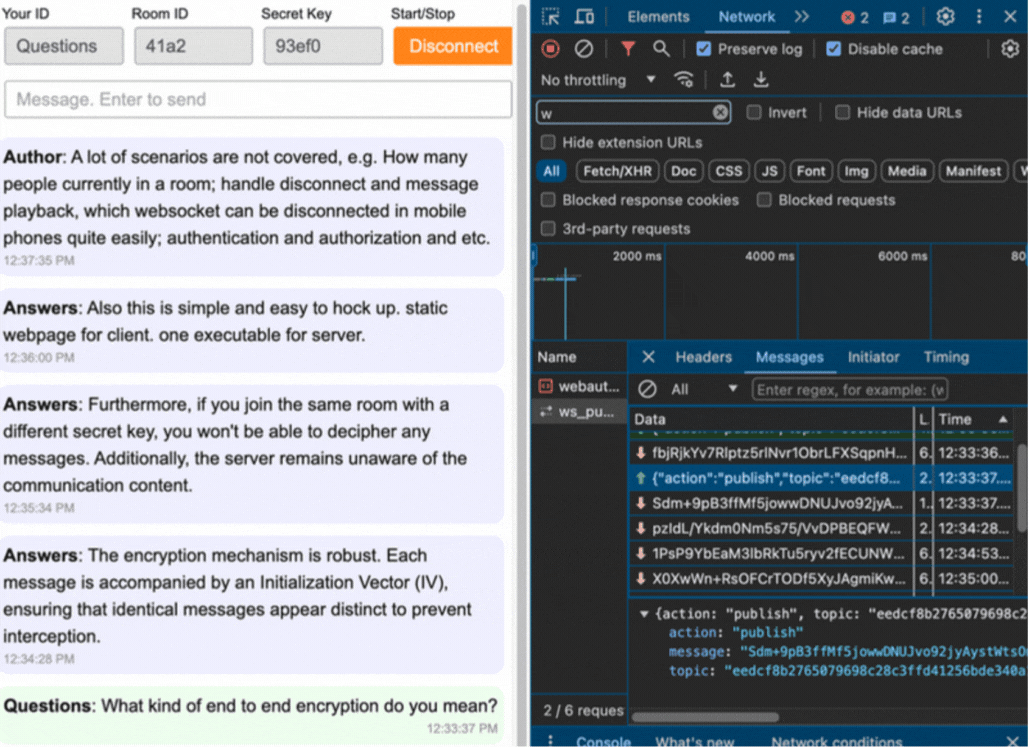 Your ID Room ID Secret Key Start/Stop
Questions 41a2 93ef0 Disconnect
Message. Enter to send
Author: A lot of scenarios are not covered, e.g. How many
people currently in a room; handle disconnect and message
playback, which websocket can be disconnected in mobile
phones quite easily; authentication and authorization and etc.
12:37:35 PM
Answers: Also this is simple and easy to hock up. static
webpage for client. one executable for server.
12:36:00 PM
Answers: Furthermore, if you join the same room with a
different secret key, you won't be able to decipher any
messages. Additionally, the server remains unaware of the
communication content.
12:35:34 PM
Answers: The encryption mechanism is robust. Each
message is accompanied by an Initialization Vector (IV),
ensuring that identical messages appear distinct to prevent
interception.
12:34:28 PM
Questions: What kind of end to end encryption do you mean?
12:33:37 PM
Elements Network 2 2
Preserve log Disable cache
No throttling
w Invert Hide data URLs
Hide extension URLs
All Fetch/XHR Doc CSS JS Font Img Media Manifest
Blocked response cookies Blocked requests
3rd-party requests
2000 ms 4000 ms 6000 ms 80
Name Headers Messages Initiator Timing
webaut... All Enter regex, for example: (w
ws_pu... Data L. Time
fbjRjkYv7Rlptz5rlNvr1ObrLFXSqpnH... 6. 12:33:36...
{"action":"publish","topic":"eedcf8... 2. 12:33:37....
Sdm+9pB3ffMf5jowwDNUJvo92jyA... 1.. 12:33:37....
pzIdL/Ykdm0Nm5s75/VvDPBEQFW... 2. 12:34:28...
1PsP9YbEaM3lbRkTu5ryv2fECUNW... 6. 12:34:53...
X0XwWn+RsOFCrTODf5XyJAgmiKw... 6. 12:35:00...
{action: "publish", topic: "eedcf8b2765079698c2
action: "publish"
message: "Sdm+9pB3ffMf5jowwDNUJvo92jyAystWtsO
topic: "eedcf8b2765079698c28c3ffd41256bde340a
2 / 6 reques
Console What's new Network conditions